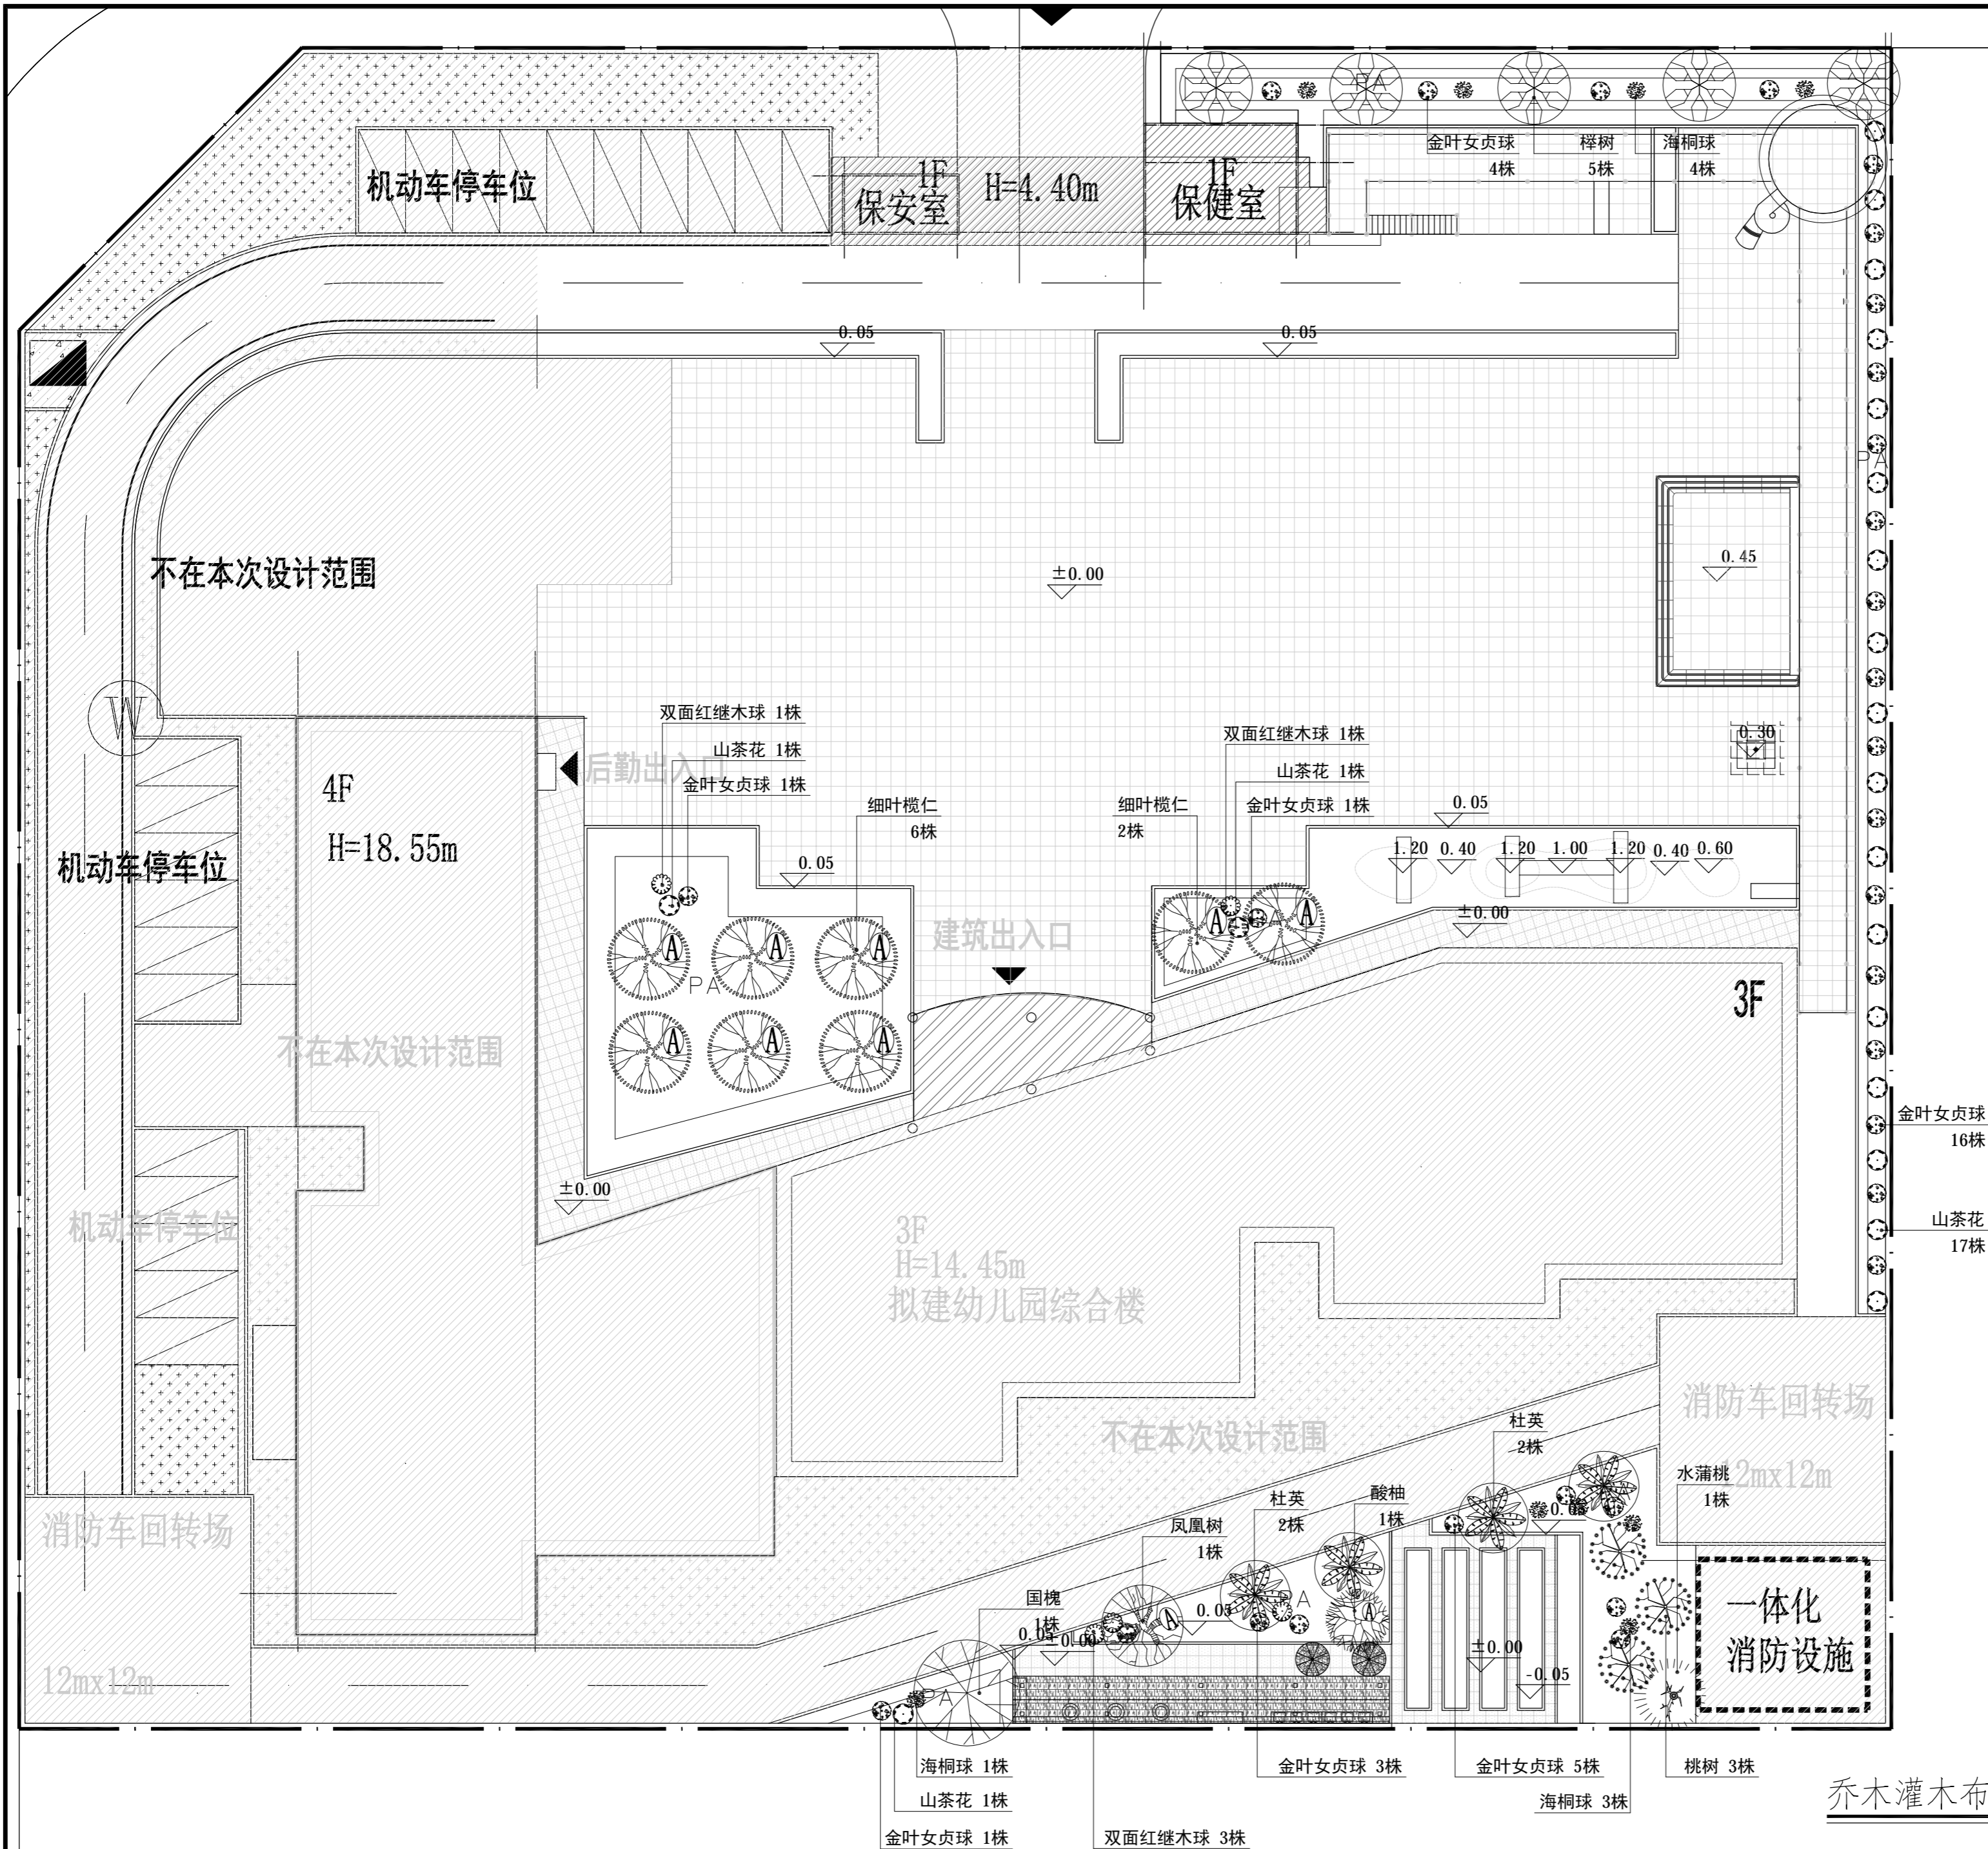 PA
金叶女贞球
4株
榉树
5株
海桐球
4株
机动车停车位
1F
保安室
H=4.40m
1F
保健室
0.05
0.05
PA
不在本次设计范围
±0.00
0.45
W
双面红继木球 1株
山茶花 1株
金叶女贞球 1株
后勤出入口
细叶榄仁
6株
双面红继木球 1株
山茶花 1株
金叶女贞球 1株
细叶榄仁
2株
0.30
4F
H=18.55m
机动车停车位
0.05
0.05
1.20
0.40
1.20
1.00
1.20
0.40
0.60
±0.00
A
A
A
A
A
PA
建筑出入口
3F
A
A
A
不在本次设计范围
金叶女贞球
16株
±0.00
机动车停车位
3F
H=14.45m
拟建幼儿园综合楼
山茶花
17株
不在本次设计范围
消防车回转场
12mx12m
杜英
2株
水蒲桃
1株
杜英
2株
酸柚
1株
凤凰树
1株
0.05
消防车回转场
12mx12m
国槐
1株
0.05
±0.00
A
0.05
PA
A
±0.00
-0.05
一体化
消防设施
PA
海桐球 1株
山茶花 1株
金叶女贞球 1株
双面红继木球 3株
金叶女贞球 3株
金叶女贞球 5株
海桐球 3株
桃树 3株
乔木灌木布